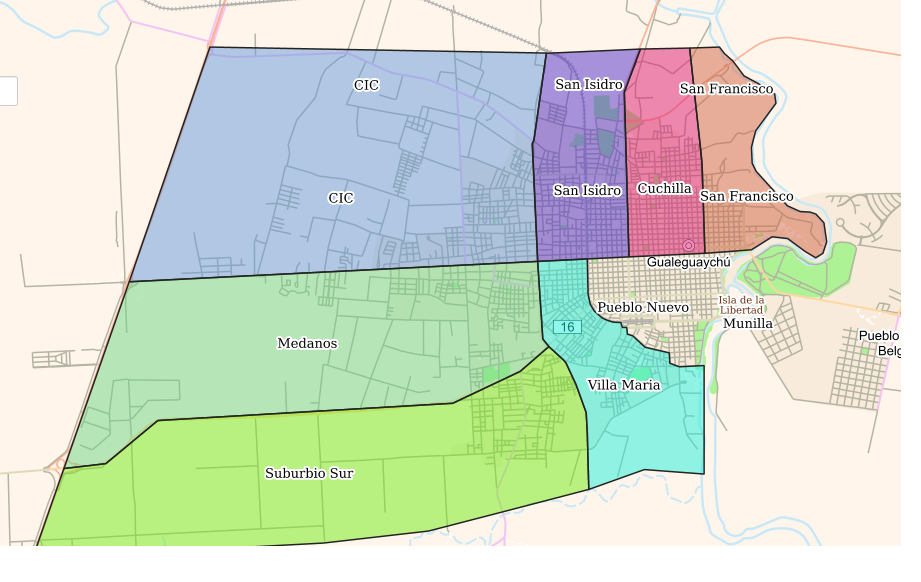 CIC
San Isidro
San Francisco
CIC
San Isidro
Cuchilla
San Francisco
Gualeguaychú
Pueblo Nuevo
Isla de la
Libertad
Munilla
16
Pueblo
Belg
Medanos
Villa Maria
Suburbio Sur